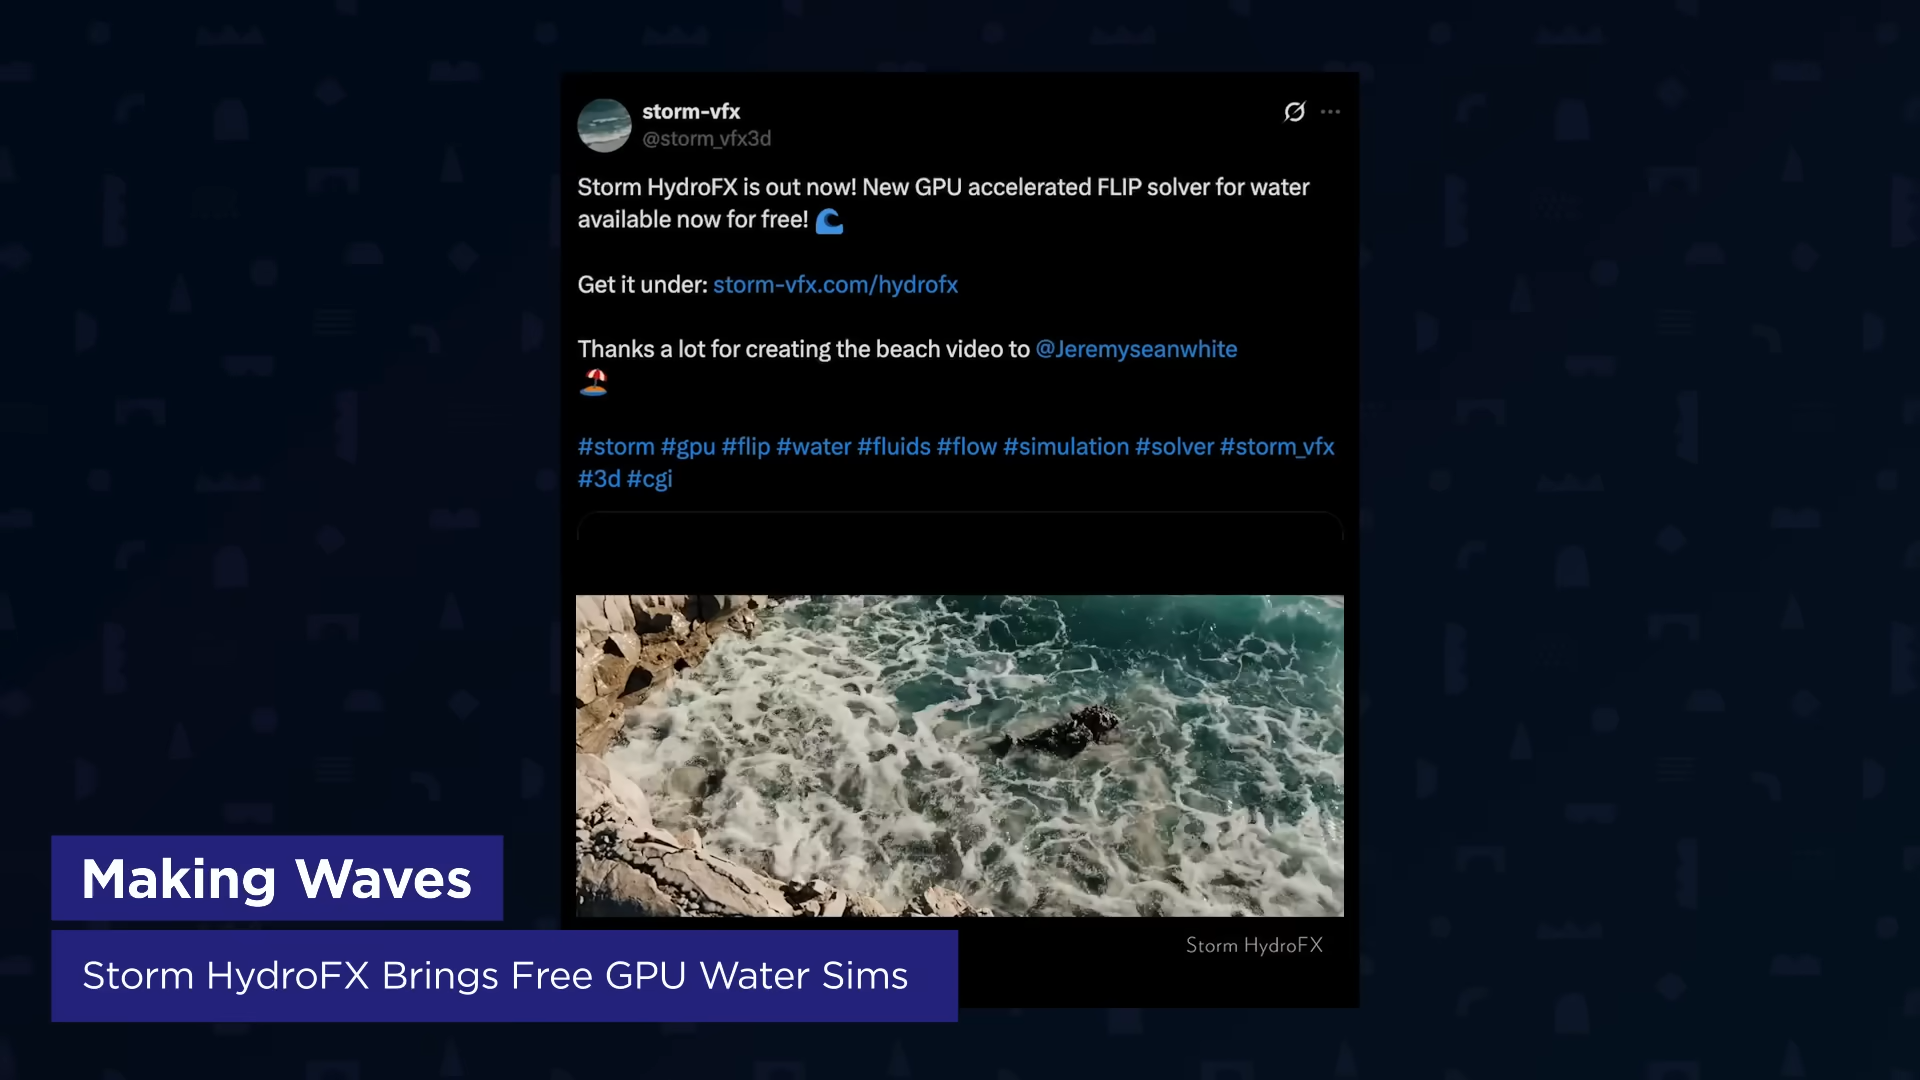 storm-vfx
@storm_vfx3d
Storm HydroFX is out now! New GPU accelerated FLIP solver for water
available now for free! 🌊
Get it under: storm-vfx.com/hydrofx
Thanks a lot for creating the beach video to @Jeremyseanwhite
🏖️
#storm #gpu #flip #water #fluids #flow #simulation #solver #storm_vfx
#3d #cgi
Storm HydroFX
Making Waves
Storm HydroFX Brings Free GPU Water Sims